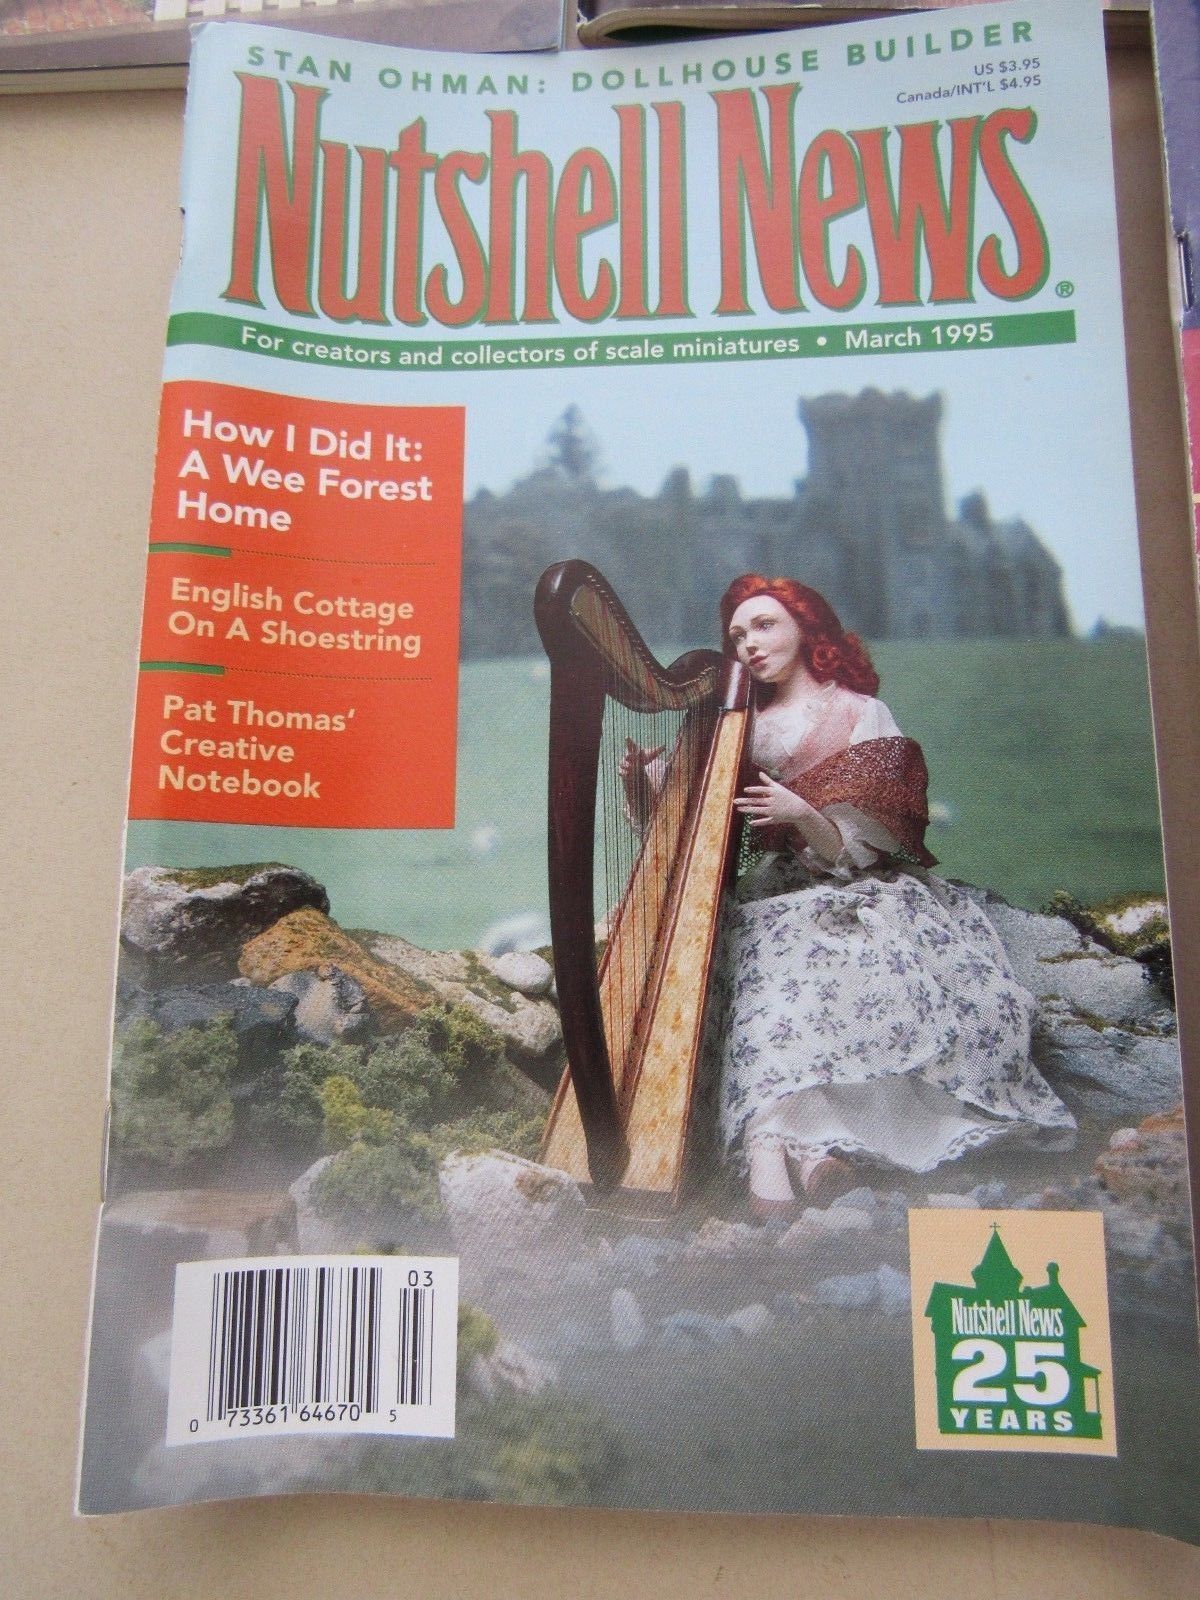 STAN OHMAN: DOLLHOUSE BUILDER
US $3.95
Canada/INT'L $4.95
Nutshell News®
For creators and collectors of scale miniatures • March 1995
How I Did It:
A Wee Forest
Home
English Cottage
On A Shoestring
Pat Thomas'
Creative
Notebook
03
0 73361 64670 5
Nutshell News
25
YEARS